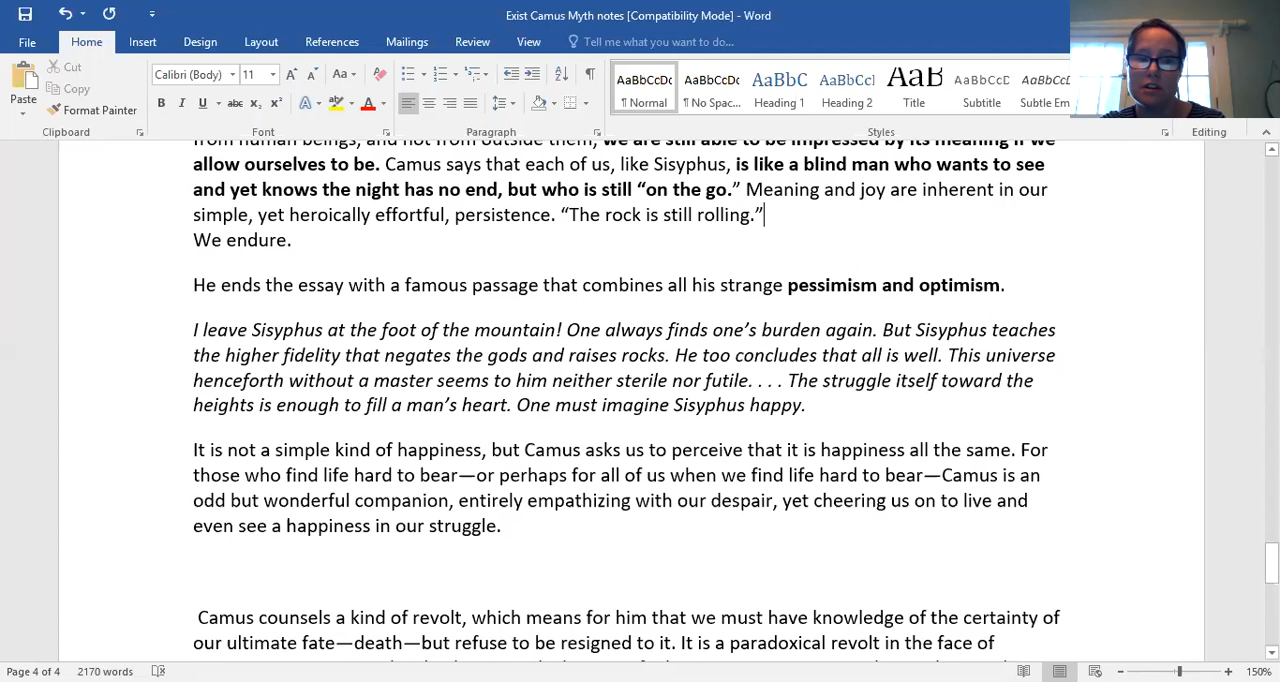 Exist Camus Myth notes [Compatibility Mode] - Word
File Home Insert Design Layout References Mailings Review View Tell me what you want to do...
Cut
Copy
Format Painter
Paste
Calibri (Body) 11
AaBbCcDc AaBbCcDc AaBbC AaBbCcI AaB AaBbCcD AaBbCcDc
¶ Normal ¶ No Spac... Heading 1 Heading 2 Title Subtitle Subtle Em...
Clipboard Font Paragraph Styles Editing
from human beings, and not from outside them, we are still able to be impressed by its meaning if we
allow ourselves to be. Camus says that each of us, like Sisyphus, is like a blind man who wants to see
and yet knows the night has no end, but who is still “on the go.” Meaning and joy are inherent in our
simple, yet heroically effortful, persistence. “The rock is still rolling.”
We endure.
He ends the essay with a famous passage that combines all his strange pessimism and optimism.
I leave Sisyphus at the foot of the mountain! One always finds one’s burden again. But Sisyphus teaches
the higher fidelity that negates the gods and raises rocks. He too concludes that all is well. This universe
henceforth without a master seems to him neither sterile nor futile. . . . The struggle itself toward the
heights is enough to fill a man’s heart. One must imagine Sisyphus happy.
It is not a simple kind of happiness, but Camus asks us to perceive that it is happiness all the same. For
those who find life hard to bear—or perhaps for all of us when we find life hard to bear—Camus is an
odd but wonderful companion, entirely empathizing with our despair, yet cheering us on to live and
even see a happiness in our struggle.
Camus counsels a kind of revolt, which means for him that we must have knowledge of the certainty of
our ultimate fate—death—but refuse to be resigned to it. It is a paradoxical revolt in the face of
Page 4 of 4 2170 words 150%